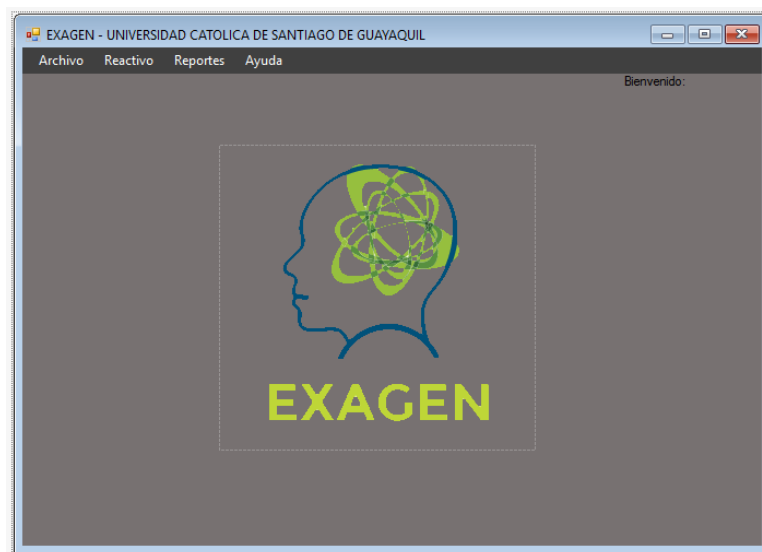 EXAGEN - UNIVERSIDAD CATOLICA DE SANTIAGO DE GUAYAQUIL
Archivo Reactivo Reportes Ayuda
Bienvenido:
EXAGEN